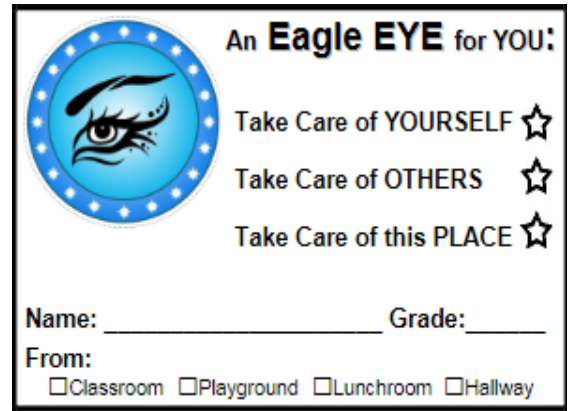 An Eagle EYE for YOU:
Take Care of YOURSELF ☆
Take Care of OTHERS ☆
Take Care of this PLACE ☆
Name: _____________________ Grade:______
From:
☐Classroom ☐Playground ☐Lunchroom ☐Hallway